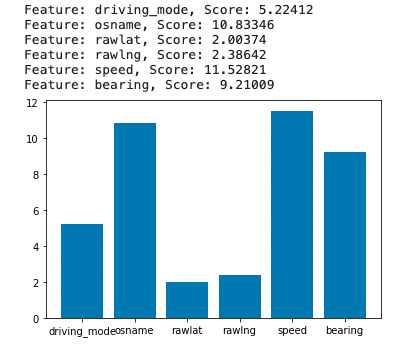 Feature: driving_mode, Score: 5.22412
Feature: osname, Score: 10.83346
Feature: rawlat, Score: 2.00374
Feature: rawlng, Score: 2.38642
Feature: speed, Score: 11.52821
Feature: bearing, Score: 9.21009
12
10
8
6
4
2
0
driving_mode osname rawlat rawlng speed bearing